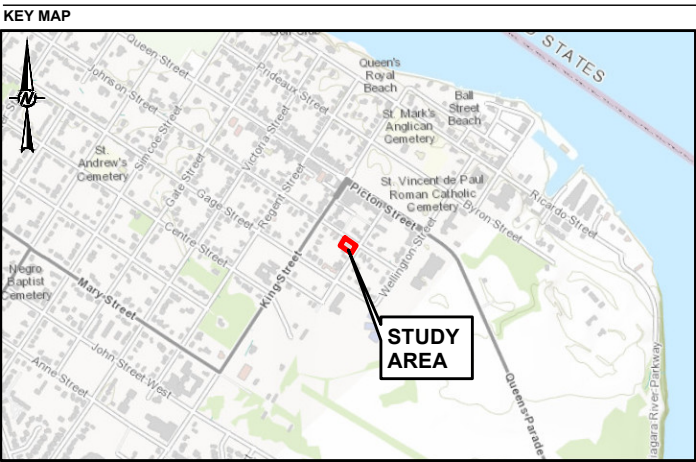 KEY MAP
D STATES
Queen Street
Queen's
Royal
Beach
Prideaux Street
Johnson Street
Ball
Street
Beach
St. Mark's
Anglican
Cemetery
N
Simcoe Street
Victoria Street
St.
Andrew's
Cemetery
Gate Street
Regent Street
St. Vincent de Paul
Roman Catholic
Cemetery
Ricardo Street
Picton Street
Gage Street
Byron Street
Centre Street
Wellington Street
King Street
Negro
Baptist
Cemetery
Mary Street
STUDY
AREA
John Street West
Anne Street
Queens Parade
iagara River Parkway